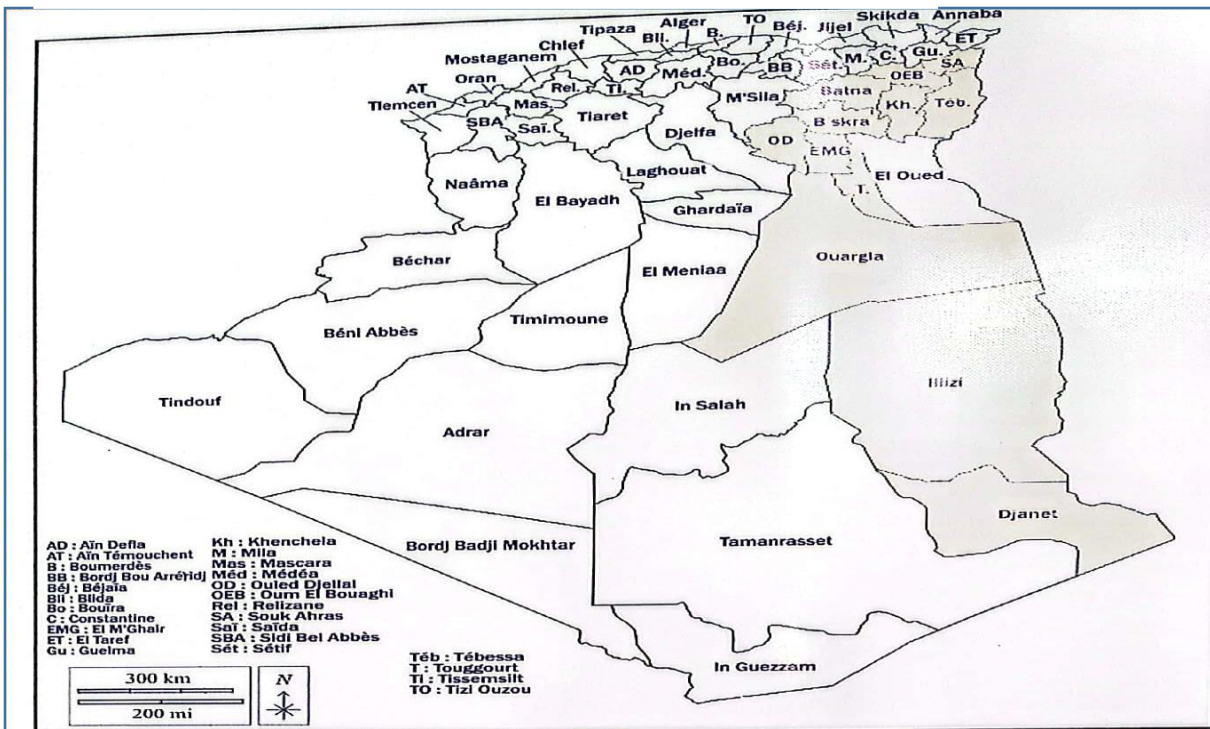 TO
Skikda
Annaba
Alger
Béj.
Jijel
Tipaza
Bli.
B.
ET
Chlef
Gu.
Mostaganem
M.
C.
SA
Bo.
BB
Sét.
AD
Méd.
OEB
Oran
Rel.
Ti.
M'Sila
Batna
AT
Mas.
Kh.
Téb.
Tlemcen
SBA
Saï.
Tiaret
B skra
Djelfa
OD
EMG
Laghouat
El Oued
Naâma
T.
El Bayadh
Ghardaïa
Béchar
El Meniaa
Ouargla
Timimoune
Béni Abbès
Illizi
Tindouf
In Salah
Adrar
Djanet
Tamanrasset
Bordj Badji Mokhtar
In Guezzam
AD : Aïn Defla
AT : Aïn Témouchent
B : Boumerdès
BB : Bordj Bou Arréridj
Béj : Béjaïa
Bli : Blida
Bo : Bouïra
C : Constantine
EMG : El M'Ghair
ET : El Taref
Gu : Guelma
Kh : Khenchela
M : Mila
Mas : Mascara
Méd : Médéa
OD : Ouled Djellal
OEB : Oum El Bouaghi
Rel : Relizane
SA : Souk Ahras
Saï : Saïda
SBA : Sidi Bel Abbès
Sét : Sétif
Téb : Tébessa
T : Touggourt
Ti : Tissemsilt
TO : Tizi Ouzou
300 km
200 mi
N